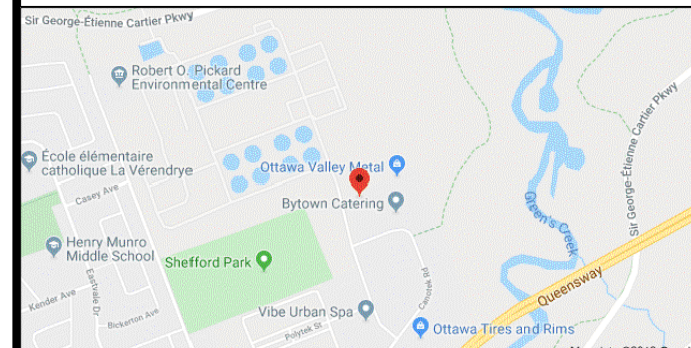 Sir George-Étienne Cartier Pkwy
Robert O. Pickard
Environmental Centre
École élémentaire
catholique La Vérendrye
Ottawa Valley Metal
Casey Ave
Bytown Catering
Sir George-Étienne Cartier Pkwy
Green's Creek
Henry Munro
Middle School
Shefford Park
Eastvale Dr
Canotek Rd
Queensway
Kender Ave
Bickerton Ave
Vibe Urban Spa
Polytek St
Ottawa Tires and Rims